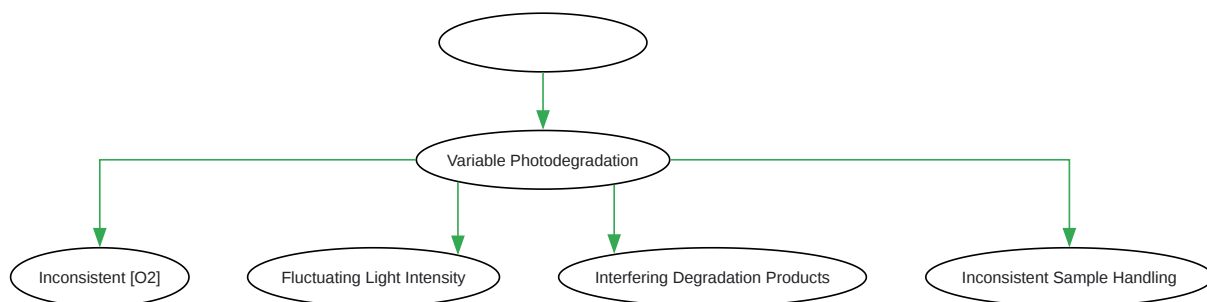 Variable Photodegradation
Inconsistent [O2]
Fluctuating Light Intensity
Interfering Degradation Products
Inconsistent Sample Handling